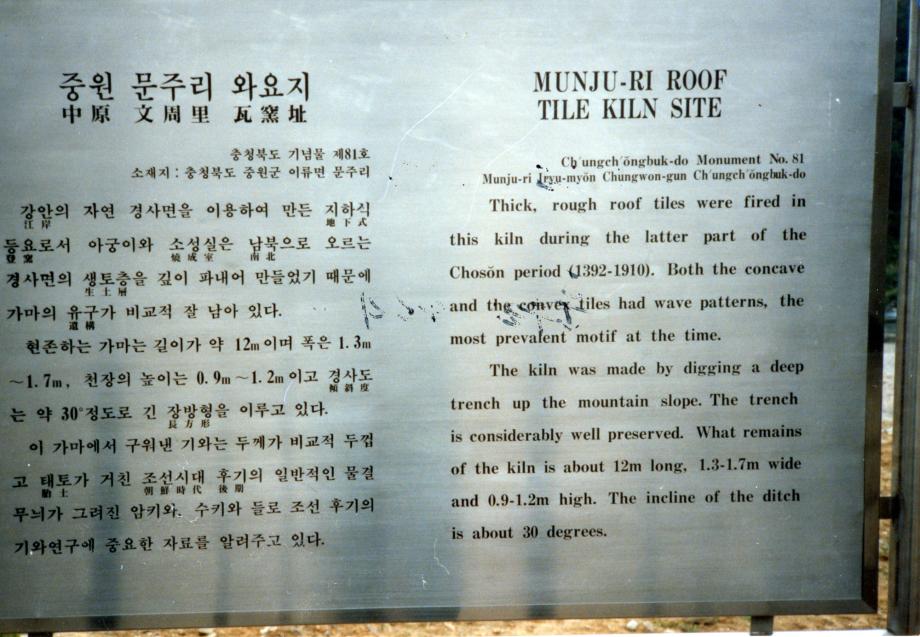 중원 문주리 와요지
中原 文周里 瓦窯址
충청북도 기념물 제81호
소재지 : 충청북도 중원군 이류면 문주리
강안의 자연 경사면을 이용하여 만든 지하식
江岸 地下式
등요로서 아궁이와 소성실은 남북으로 오르는
登窯 燒成室 南北
경사면의 생토층을 깊이 파내어 만들었기 때문에
生土層
가마의 유구가 비교적 잘 남아 있다.
遺構
현존하는 가마는 길이가 약 12m이며 폭은 1.3m
~1.7m, 천장의 높이는 0.9m~1.2m이고 경사도
傾斜度
는 약 30°정도로 긴 장방형을 이루고 있다.
長方形
이 가마에서 구워낸 기와는 두께가 비교적 두껍
고 태토가 거친 조선시대 후기의 일반적인 물결
胎土 朝鮮時代 後期
무늬가 그려진 암키와, 수키와 들로 조선 후기의
기와연구에 중요한 자료를 알려주고 있다.
MUNJU-RI ROOF
TILE KILN SITE
Ch'ungch'ŏngbuk-do Monument No. 81
Munju-ri Iryu-myŏn Chungwon-gun Ch'ungch'ŏngbuk-do
Thick, rough roof tiles were fired in
this kiln during the latter part of the
Chosŏn period (1392-1910). Both the concave
and the convex tiles had wave patterns, the
most prevalent motif at the time.
The kiln was made by digging a deep
trench up the mountain slope. The trench
is considerably well preserved. What remains
of the kiln is about 12m long, 1.3-1.7m wide
and 0.9-1.2m high. The incline of the ditch
is about 30 degrees.